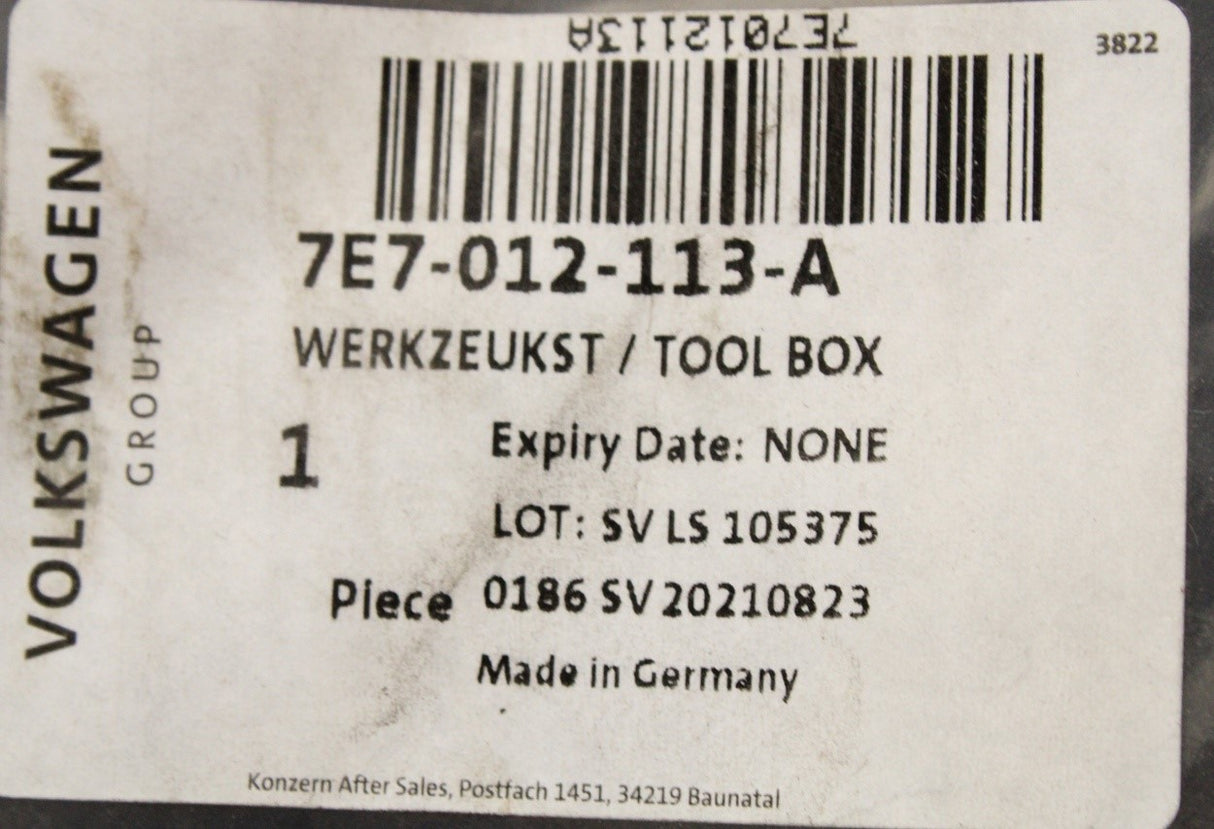 7E7012113A
3822
VOLKSWAGEN
GROUP
7E7-012-113-A
WERKZEUKST / TOOL BOX
1
Expiry Date: NONE
LOT: SV LS 105375
Piece 0186 SV 20210823
Made in Germany
Konzern After Sales, Postfach 1451, 34219 Baunatal